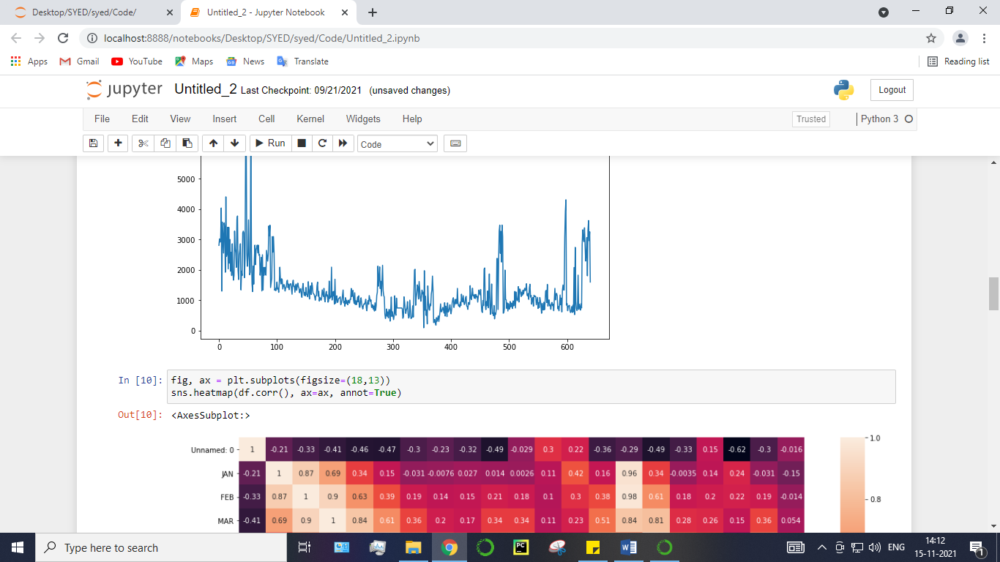 Desktop/SYED/syed/Code/
Untitled_2 - Jupyter Notebook
localhost:8888/notebooks/Desktop/SYED/syed/Code/Untitled_2.ipynb
Apps Gmail YouTube Maps News Translate Reading list
jupyter Untitled_2 Last Checkpoint: 09/21/2021 (unsaved changes) Logout
File Edit View Insert Cell Kernel Widgets Help Trusted Python 3
Run Code
5000
4000
3000
2000
1000
0
0 100 200 300 400 500 600
In [10]: fig, ax = plt.subplots(figsize=(18,13))
sns.heatmap(df.corr(), ax=ax, annot=True)
Out[10]: <AxesSubplot:>
Unnamed: 0 1 -0.21 -0.33 -0.41 -0.46 -0.47 -0.3 -0.23 -0.32 -0.49 -0.029 0.3 0.22 -0.36 -0.29 -0.49 -0.33 0.15 -0.62 -0.3 -0.016 1.0
JAN -0.21 1 0.87 0.69 0.34 0.15 -0.031 -0.0076 0.027 0.014 0.0026 0.11 0.42 0.16 0.96 0.34 -0.0035 0.14 0.24 -0.031 -0.15
FEB -0.33 0.87 1 0.9 0.63 0.39 0.19 0.14 0.15 0.21 0.18 0.1 0.3 0.38 0.98 0.61 0.18 0.2 0.22 0.19 -0.014 0.8
MAR -0.41 0.69 0.9 1 0.84 0.61 0.36 0.2 0.17 0.34 0.34 0.11 0.23 0.51 0.84 0.81 0.28 0.26 0.15 0.36 0.054
Type here to search
PC
W
ENG
14:12
15-11-2021
1